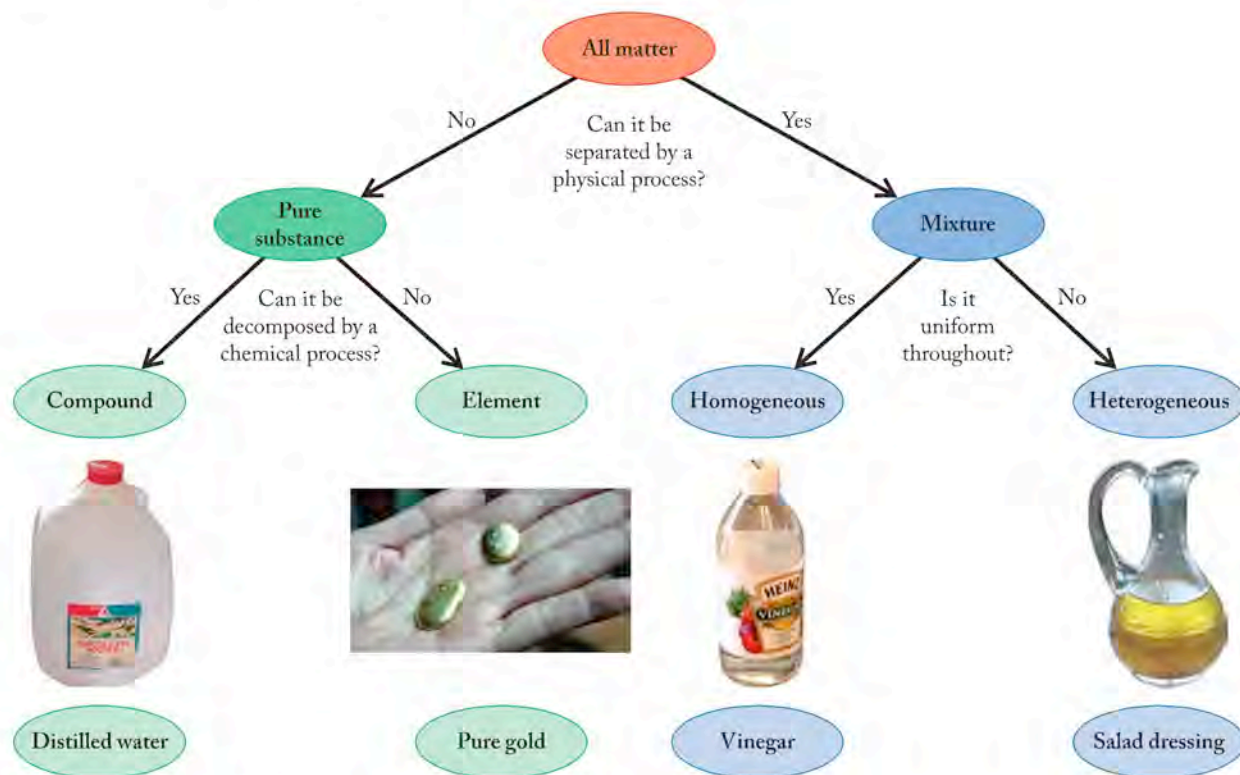 All matter
No
Can it be
separated by a
physical process?
Yes
Pure
substance
Mixture
Yes
Can it be
decomposed by a
chemical process?
No
Yes
Is it
uniform
throughout?
No
Compound
Element
Homogeneous
Heterogeneous
HEINZ
Distilled water
Pure gold
Vinegar
Salad dressing